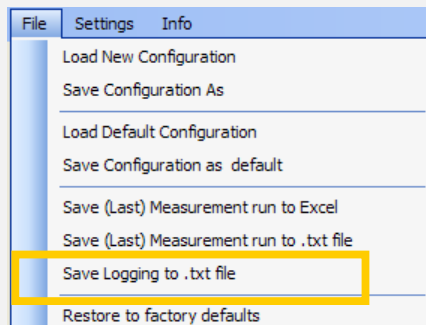 File Settings Info
Load New Configuration
Save Configuration As
Load Default Configuration
Save Configuration as default
Save (Last) Measurement run to Excel
Save (Last) Measurement run to .txt file
Save Logging to .txt file
Restore to factory defaults